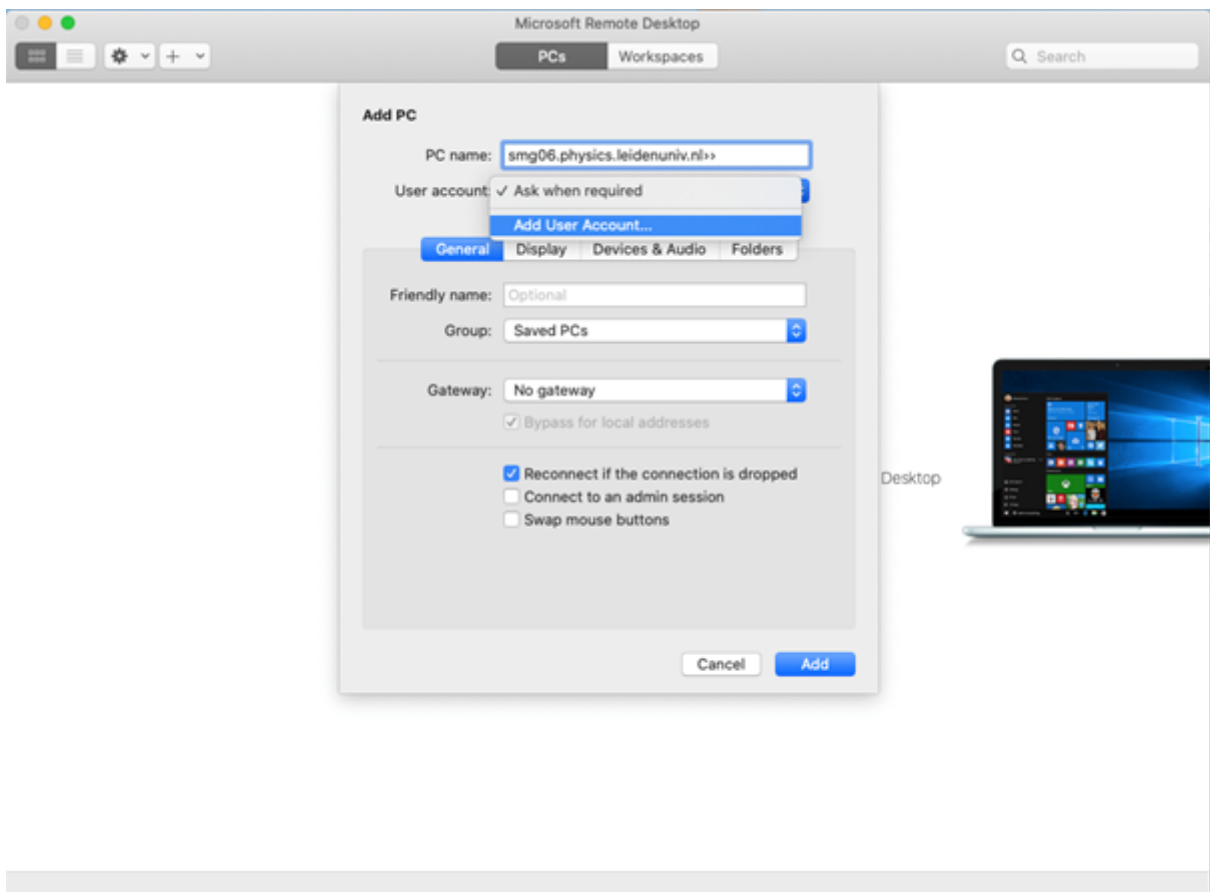 Microsoft Remote Desktop
PCs Workspaces Search
Add PC
PC name: smg06.physics.leidenuniv.nl>>
User account: ✓ Ask when required
Add User Account...
General Display Devices & Audio Folders
Friendly name: Optional
Group: Saved PCs
Gateway: No gateway
Bypass for local addresses
Reconnect if the connection is dropped
Desktop
Connect to an admin session
Swap mouse buttons
Cancel Add